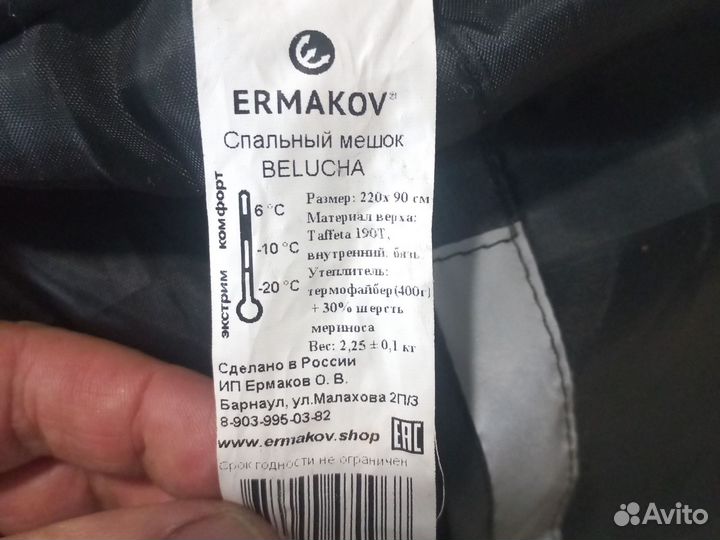 ERMAKOV®
Спальный мешок
BELUCHA
экстрим комфорт
6 °C
-10 °C
-20 °C
Размер: 220х 90 см
Материал верха:
Taffeta 190T,
внутренний. бязь
Утеплитель:
термофайбер(400г)
+ 30% шерсть
мериноса
Вес: 2,25 ± 0,1 кг
Сделано в России
ИП Ермаков О. В.
Барнаул, ул.Малахова 2П/3
8-903-995-03-82
www.ermakov.shop
EAC
Срок годности не ограничен
Avito